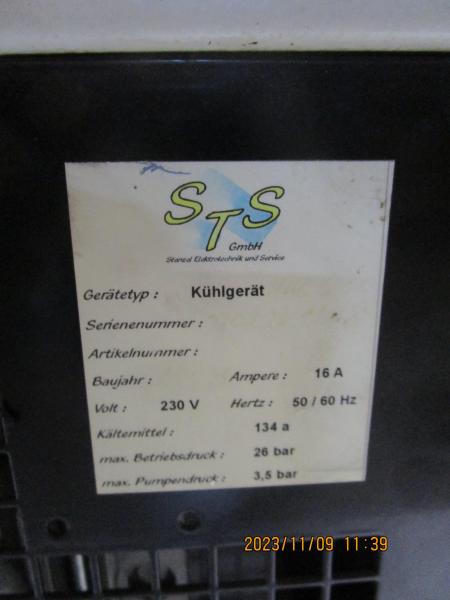 STS
GmbH
Stanzel Elektrotechnik und Service
Gerätetyp : Kühlgerät
Serienenummer :
Artikelnummer :
Baujahr : Ampere : 16 A
Volt : 230 V Hertz : 50 / 60 Hz
Kältemittel : 134 a
max. Betriebsdruck : 26 bar
max. Pumpendruck : 3,5 bar
2023/11/09 11:39